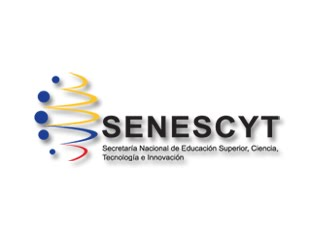 SENESCYT
Secretaría Nacional de Educación Superior, Ciencia,
Tecnología e Innovación